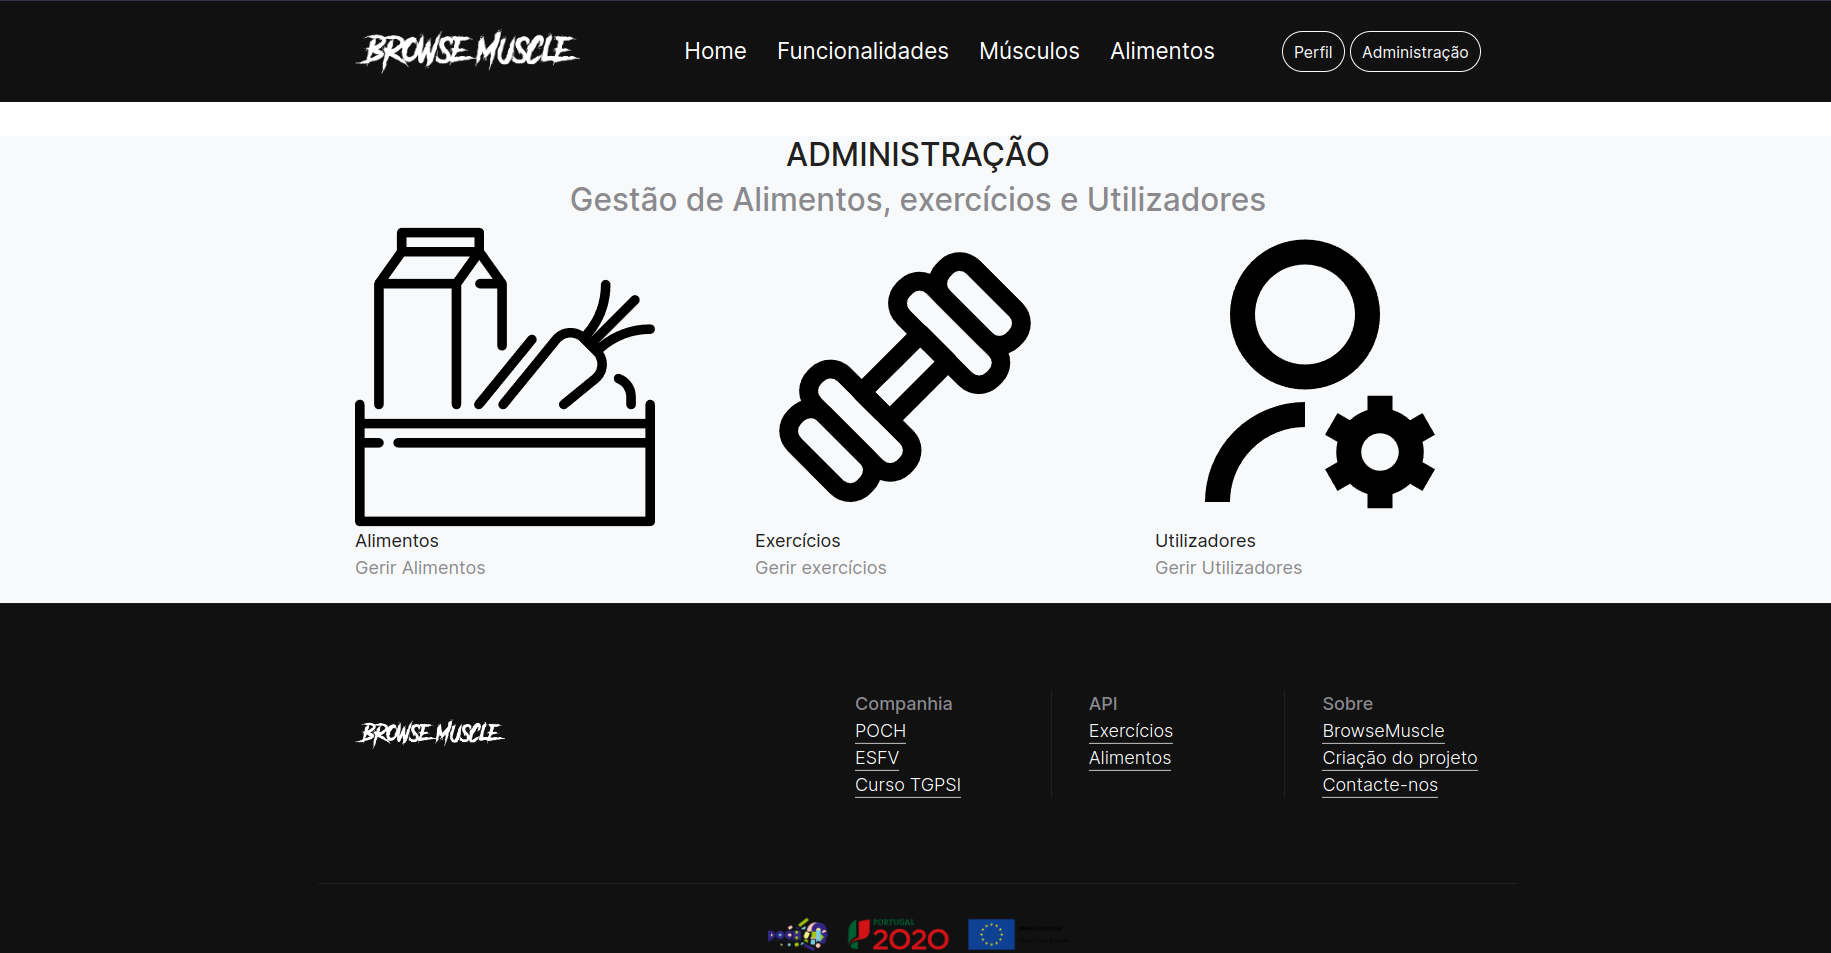 BROWSE MUSCLE
Home Funcionalidades Músculos Alimentos
Perfil Administração
ADMINISTRAÇÃO
Gestão de Alimentos, exercícios e Utilizadores
Alimentos
Gerir Alimentos
Exercícios
Gerir exercícios
Utilizadores
Gerir Utilizadores
BROWSE MUSCLE
Companhia
POCH
ESFV
Curso TGPSI
API
Exercícios
Alimentos
Sobre
BrowseMuscle
Criação do projeto
Contacte-nos
PORTUGAL
2020